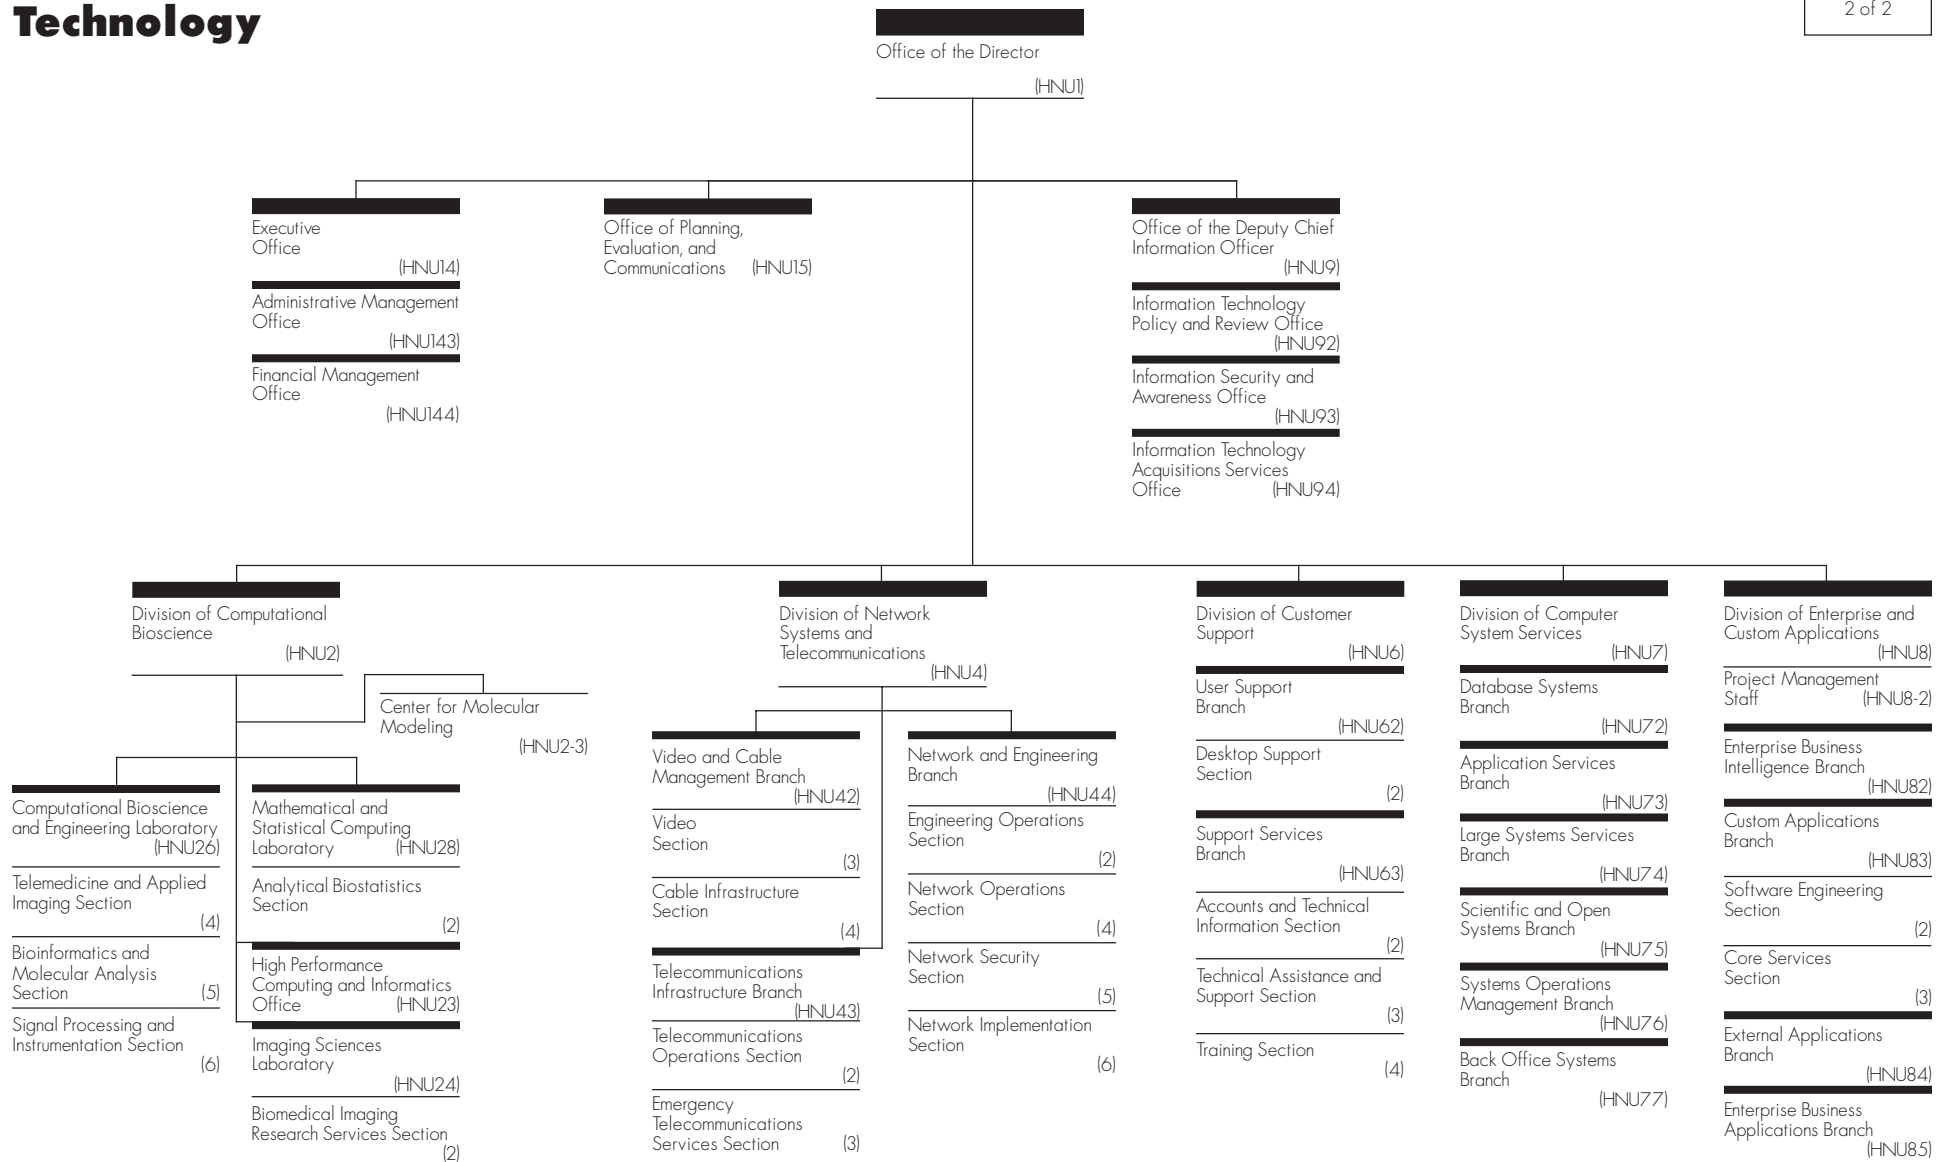 Technology
2 of 2
Office of the Director
(HNU1)
Executive
Office
(HNU14)
Administrative Management
Office
(HNU143)
Financial Management
Office
(HNU144)
Office of Planning,
Evaluation, and
Communications (HNU15)
Office of the Deputy Chief
Information Officer
(HNU9)
Information Technology
Policy and Review Office
(HNU92)
Information Security and
Awareness Office
(HNU93)
Information Technology
Acquisitions Services
Office (HNU94)
Division of Computational
Bioscience
(HNU2)
Center for Molecular
Modeling
(HNU2-3)
Computational Bioscience
and Engineering Laboratory
(HNU26)
Telemedicine and Applied
Imaging Section
(4)
Bioinformatics and
Molecular Analysis
Section (5)
Signal Processing and
Instrumentation Section
(6)
Mathematical and
Statistical Computing
Laboratory (HNU28)
Analytical Biostatistics
Section
(2)
High Performance
Computing and Informatics
Office (HNU23)
Imaging Sciences
Laboratory
(HNU24)
Biomedical Imaging
Research Services Section
(2)
Division of Network
Systems and
Telecommunications
(HNU4)
Video and Cable
Management Branch
(HNU42)
Video
Section
(3)
Cable Infrastructure
Section
(4)
Telecommunications
Infrastructure Branch
(HNU43)
Telecommunications
Operations Section
(2)
Emergency
Telecommunications
Services Section (3)
Network and Engineering
Branch
(HNU44)
Engineering Operations
Section
(2)
Network Operations
Section
(4)
Network Security
Section
(5)
Network Implementation
Section
(6)
Division of Customer
Support
(HNU6)
User Support
Branch
(HNU62)
Desktop Support
Section
(2)
Support Services
Branch
(HNU63)
Accounts and Technical
Information Section
(2)
Technical Assistance and
Support Section
(3)
Training Section
(4)
Division of Computer
System Services
(HNU7)
Database Systems
Branch
(HNU72)
Application Services
Branch
(HNU73)
Large Systems Services
Branch
(HNU74)
Scientific and Open
Systems Branch
(HNU75)
Systems Operations
Management Branch
(HNU76)
Back Office Systems
Branch
(HNU77)
Division of Enterprise and
Custom Applications
(HNU8)
Project Management
Staff (HNU8-2)
Enterprise Business
Intelligence Branch
(HNU82)
Custom Applications
Branch
(HNU83)
Software Engineering
Section
(2)
Core Services
Section
(3)
External Applications
Branch
(HNU84)
Enterprise Business
Applications Branch
(HNU85)